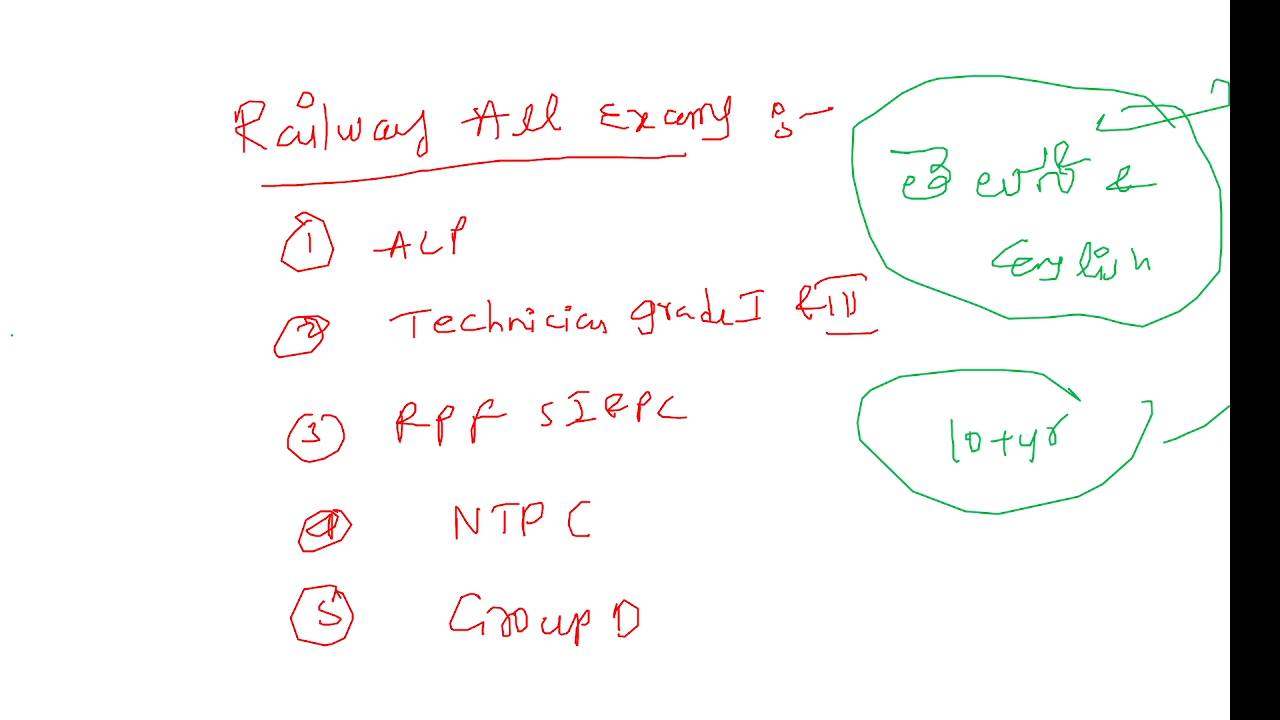 Railway All Exams :-
① ALP
② Technician grade I & III
③ RPF SI & PC
④ NTPC
⑤ Group D
&
English
10+yr